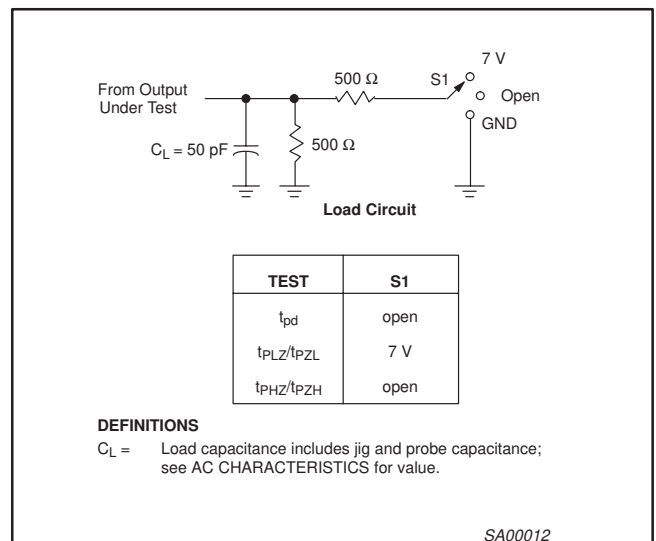 7 V
500 Ω
S1
From Output
Under Test
Open
GND
C_L = 50 pF
500 Ω
Load Circuit
TEST S1
t_pd open
t_PLZ/t_PZL 7 V
t_PHZ/t_PZH open
DEFINITIONS
C_L = Load capacitance includes jig and probe capacitance;
see AC CHARACTERISTICS for value.
SA00012